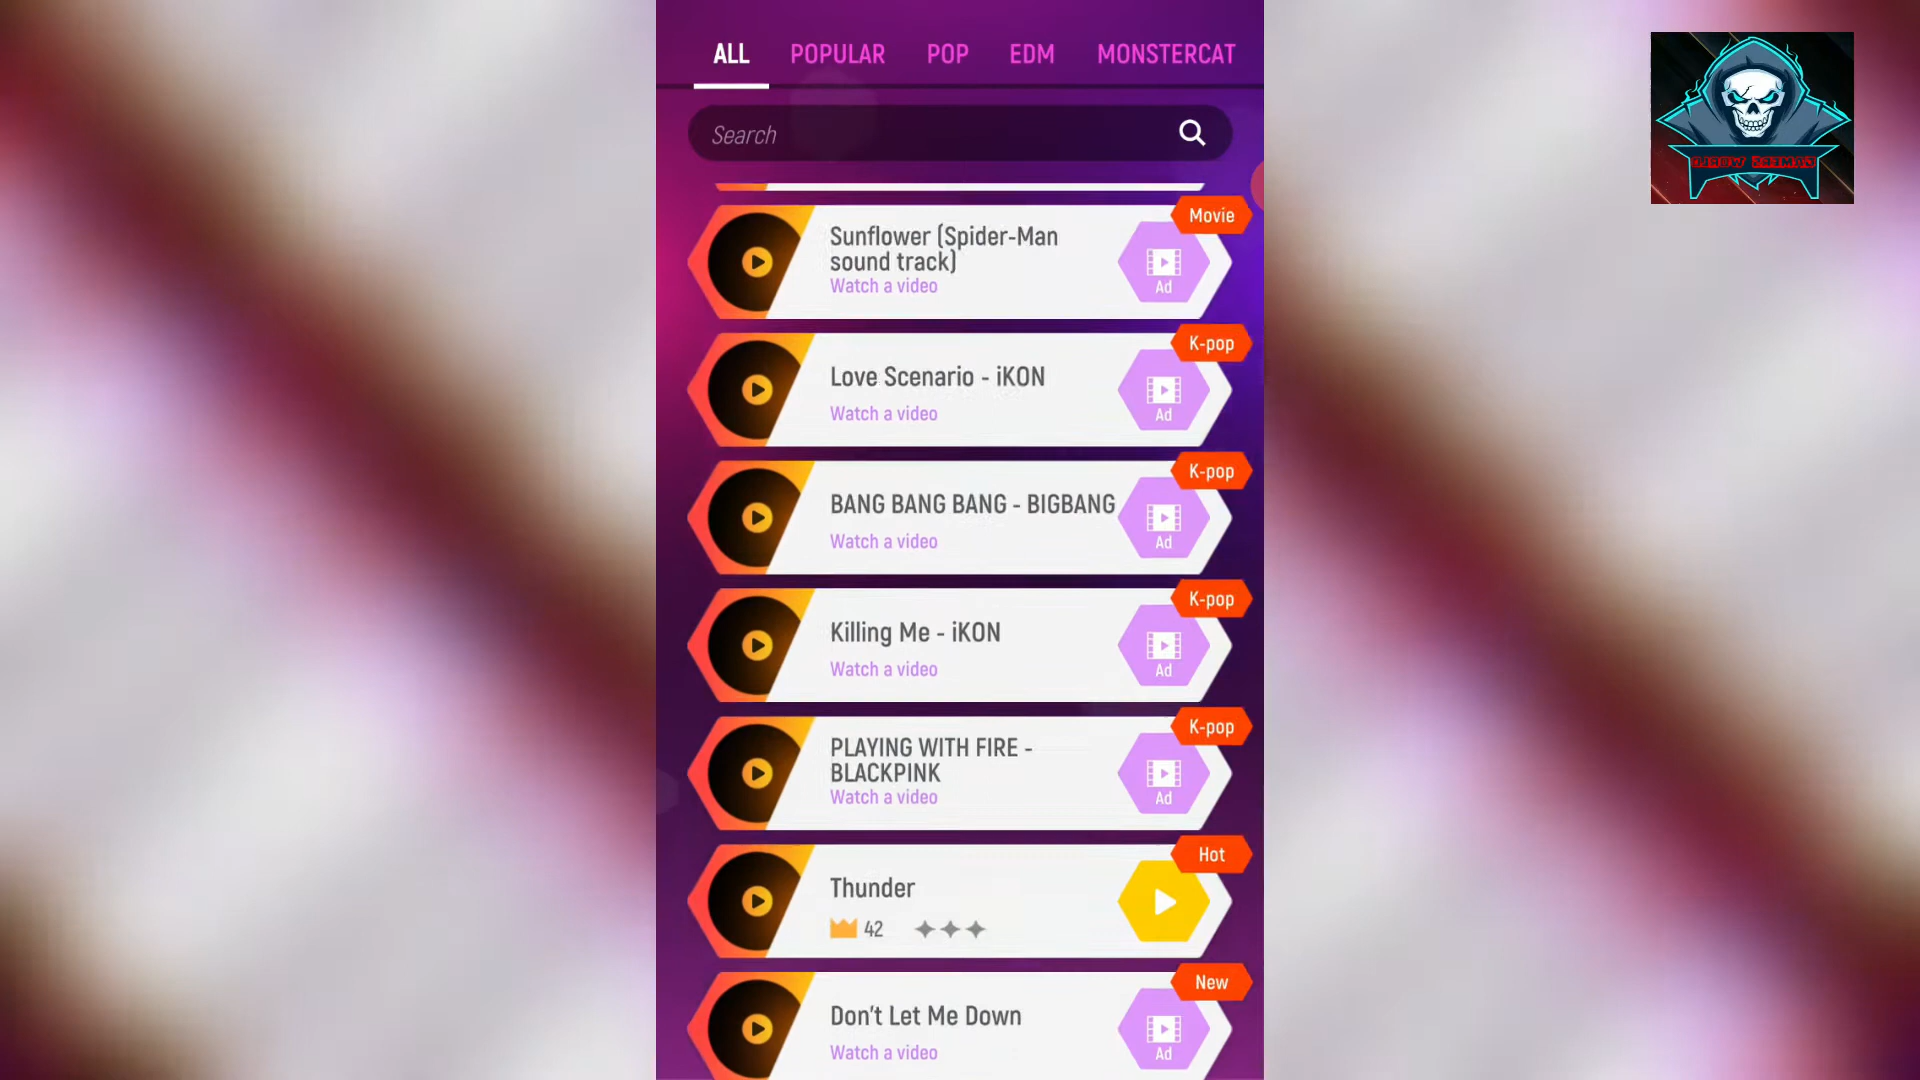 ALL POPULAR POP EDM MONSTERCAT
Search
Movie
Sunflower (Spider-Man
sound track)
Watch a video
Ad
K-pop
Love Scenario - iKON
Watch a video
Ad
K-pop
BANG BANG BANG - BIGBANG
Watch a video
Ad
K-pop
Killing Me - iKON
Watch a video
Ad
K-pop
PLAYING WITH FIRE -
BLACKPINK
Watch a video
Ad
Hot
Thunder
42
New
Don't Let Me Down
Watch a video
Ad